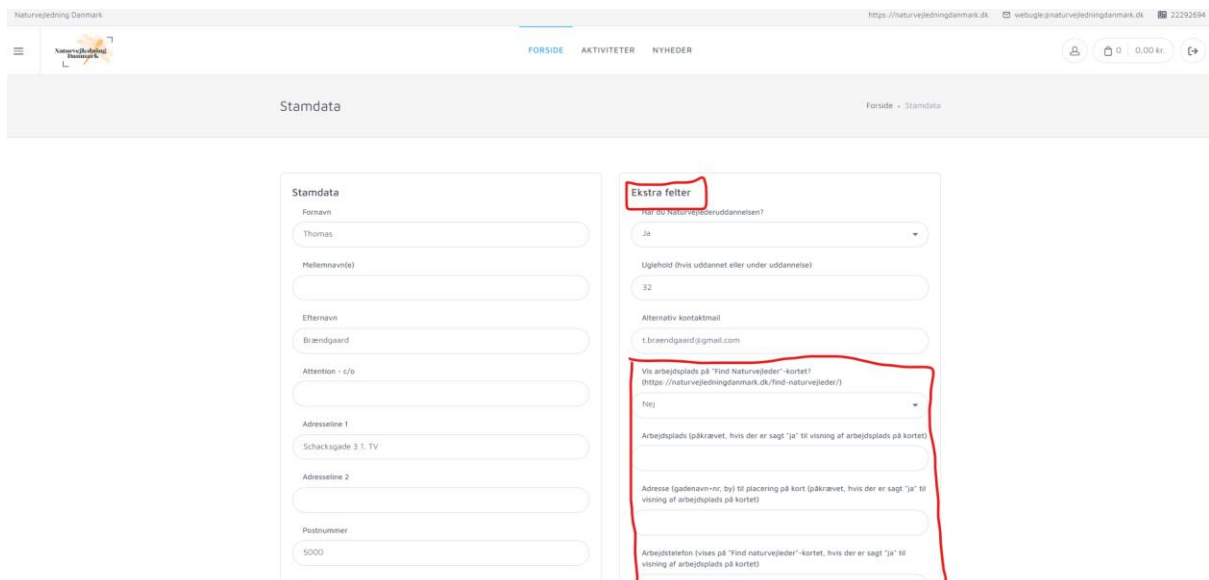 Naturvejledning Danmark
https://naturvejledningdanmark.dk webugle@naturvejledningdanmark.dk 22292694
Naturvejledning
Danmark
FORSIDE AKTIVITETER NYHEDER
0 0,00 kr.
Stamdata
Forside Stamdata
Stamdata
Fornavn
Thomas
Mellemnavn(e)
Efternavn
Brændgaard
Attention - c/o
Adresseline 1
Schacksgade 3 1. TV
Adresseline 2
Postnummer
5000
Ekstra felter
Har du Naturvejlederuddannelsen?
Ja
Uglehold (hvis uddannet eller under uddannelse)
32
Alternativ kontaktmail
t.braendgaard@gmail.com
Vis arbejdsplads på "Find Naturvejleder"-kortet?
(https://naturvejledningdanmark.dk/find-naturvejleder/)
Nej
Arbejdsplads (påkrævet, hvis der er sagt "ja" til visning af arbejdsplads på kortet)
Adresse (gadenavn+nr, by) til placering på kort (påkrævet, hvis der er sagt "ja" til
visning af arbejdsplads på kortet)
Arbejdstelefon (vises på "Find naturvejleder"-kortet, hvis der er sagt "ja" til
visning af arbejdsplads på kortet)